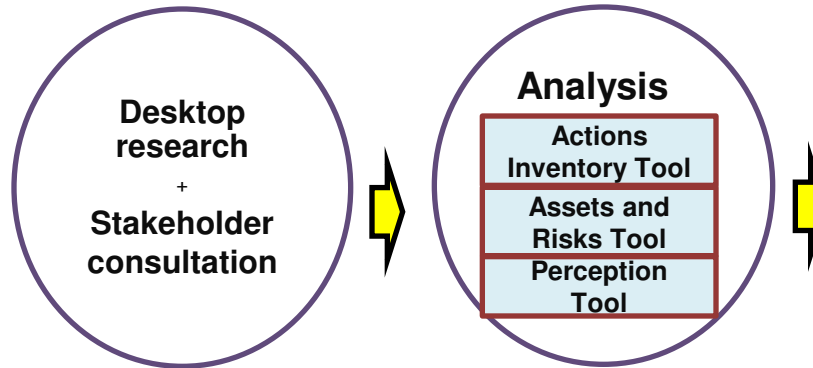 Desktop
research
+
Stakeholder
consultation
Analysis
Actions
Inventory Tool
Assets and
Risks Tool
Perception
Tool